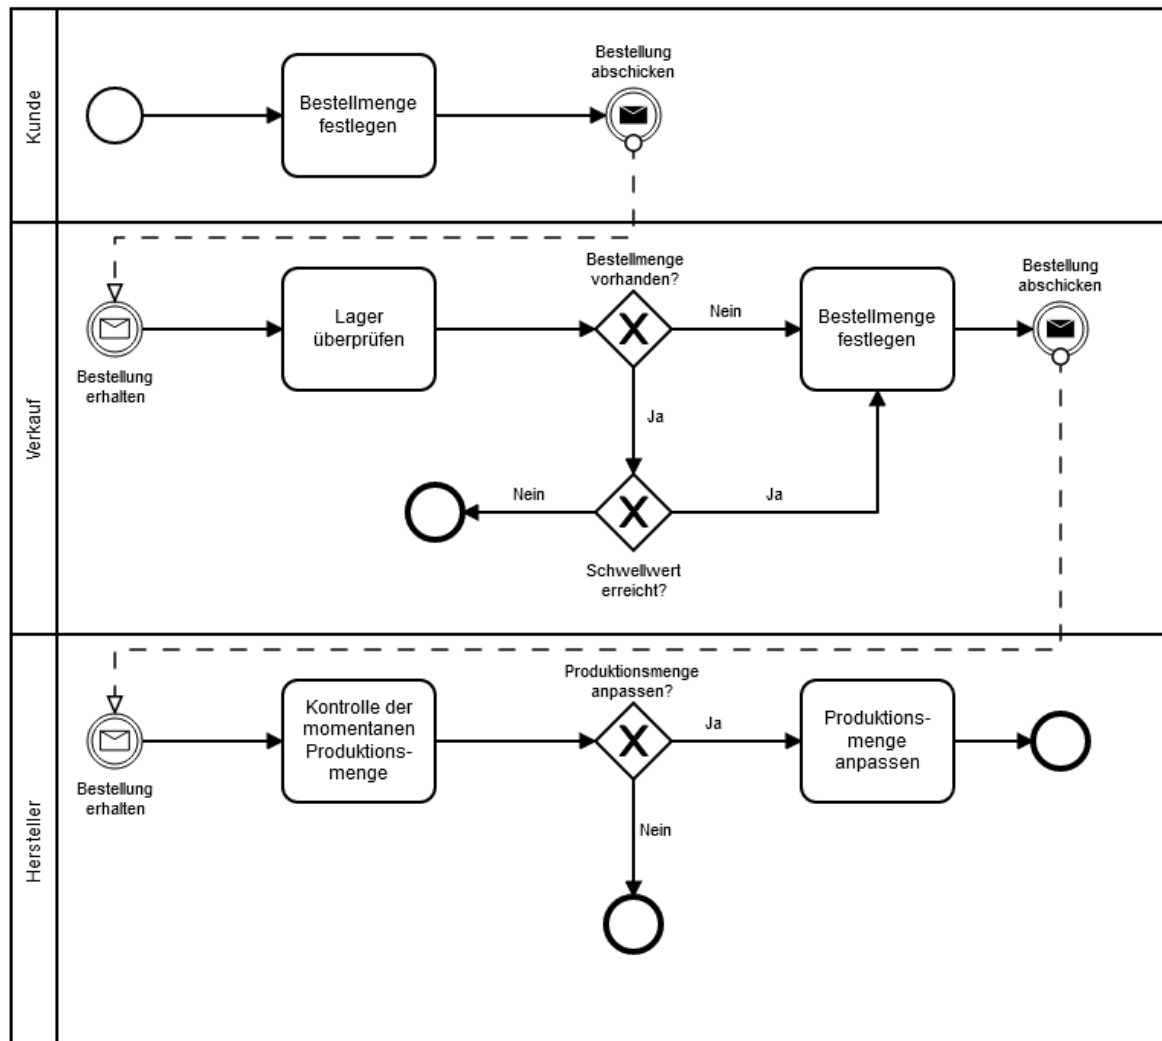 Kunde
Bestellmenge
festlegen
Bestellung
abschicken
Verkauf
Bestellung
erhalten
Lager
überprüfen
Bestellmenge
vorhanden?
Nein
Bestellmenge
festlegen
Bestellung
abschicken
Ja
Nein
Ja
Schwellwert
erreicht?
Hersteller
Bestellung
erhalten
Kontrolle der
momentanen
Produktions-
menge
Produktionsmenge
anpassen?
Ja
Produktions-
menge
anpassen
Nein